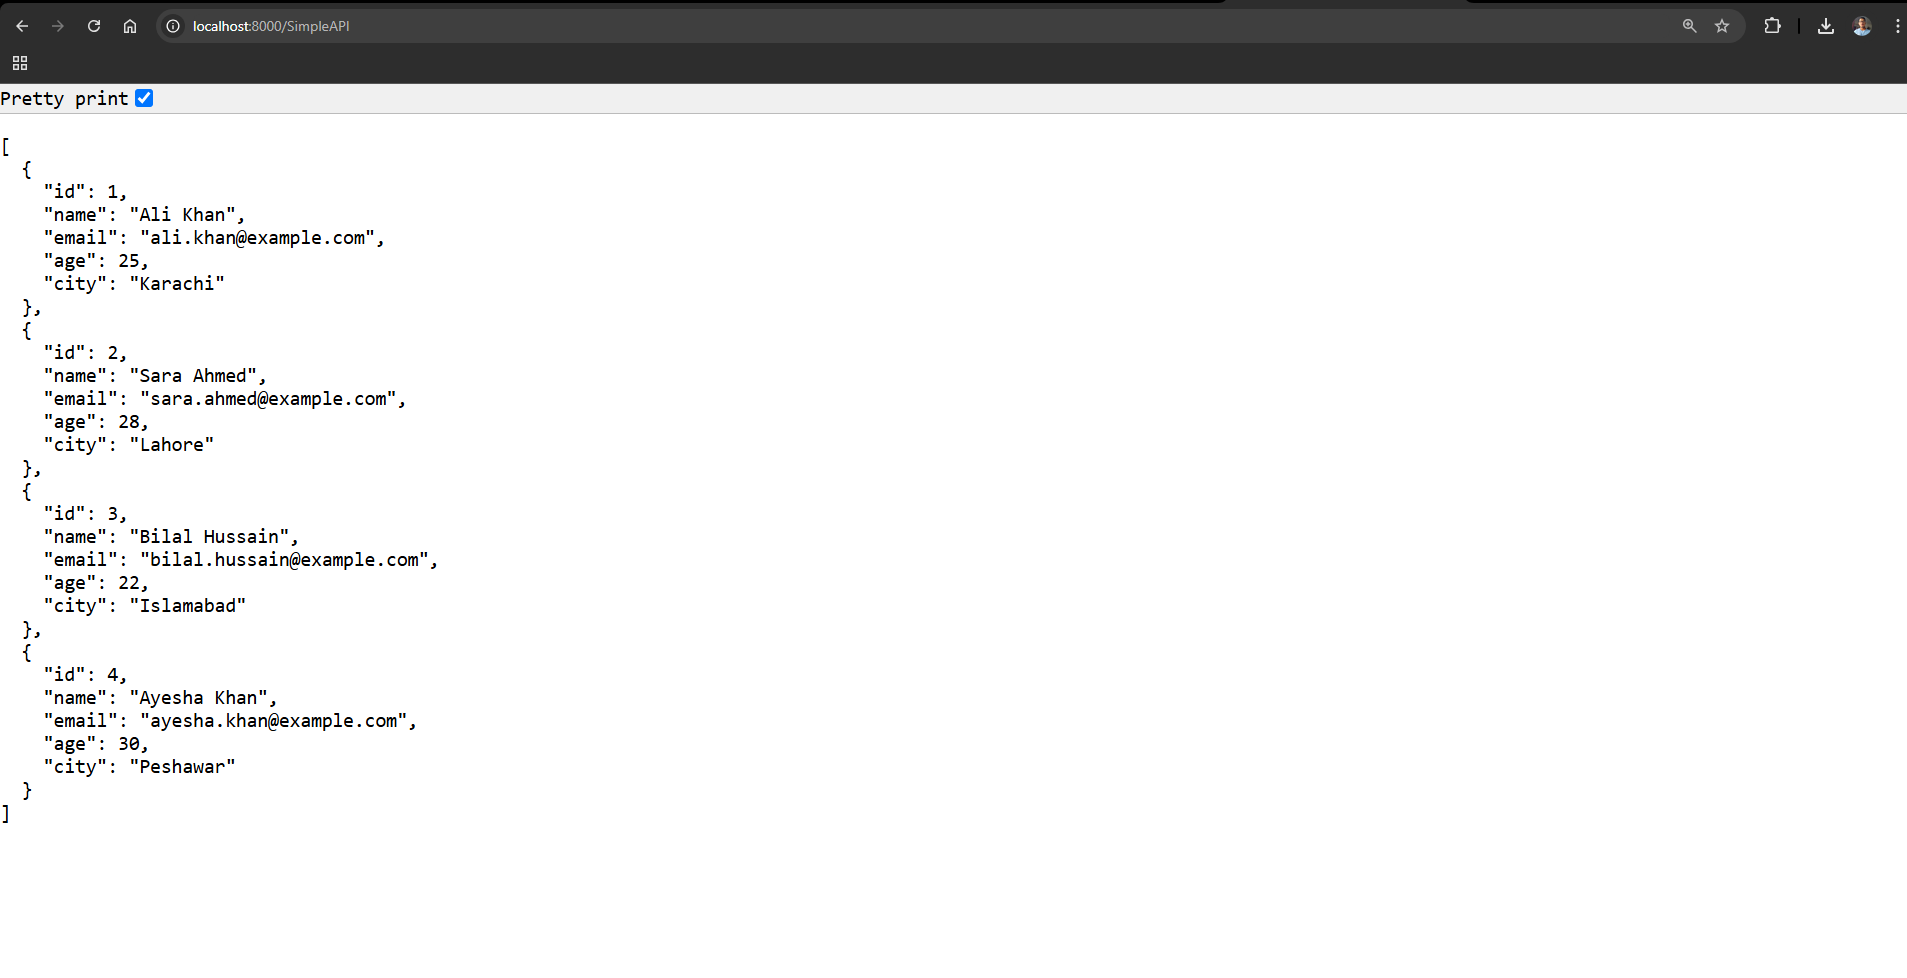 localhost:8000/SimpleAPI
Pretty print
[
  {
    "id": 1,
    "name": "Ali Khan",
    "email": "ali.khan@example.com",
    "age": 25,
    "city": "Karachi"
  },
  {
    "id": 2,
    "name": "Sara Ahmed",
    "email": "sara.ahmed@example.com",
    "age": 28,
    "city": "Lahore"
  },
  {
    "id": 3,
    "name": "Bilal Hussain",
    "email": "bilal.hussain@example.com",
    "age": 22,
    "city": "Islamabad"
  },
  {
    "id": 4,
    "name": "Ayesha Khan",
    "email": "ayesha.khan@example.com",
    "age": 30,
    "city": "Peshawar"
  }
]